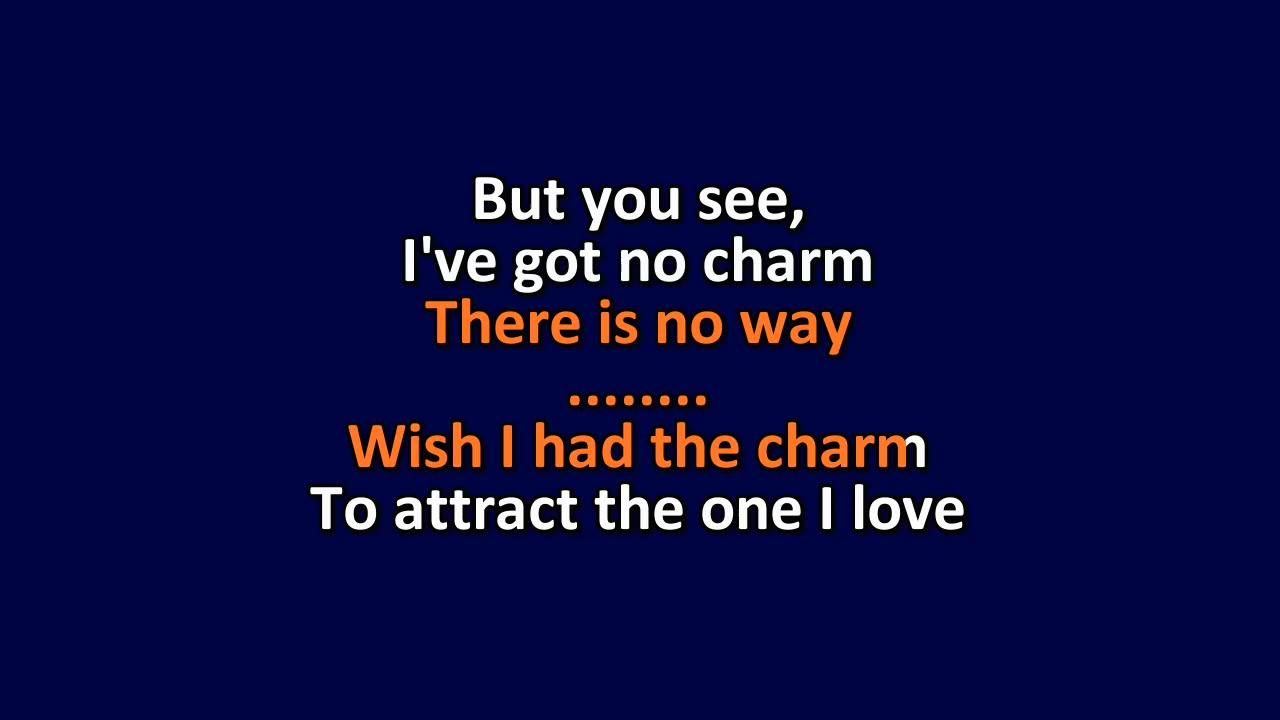 But you see,
I've got no charm
There is no way
........
Wish I had the charm
To attract the one I love